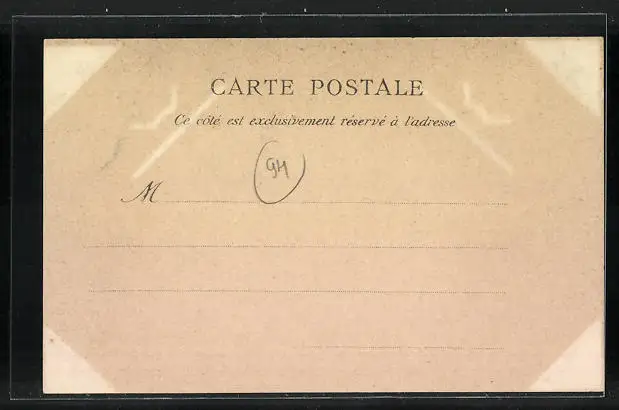 CARTE POSTALE
Ce côté est exclusivement réservé à l'adresse
94
M